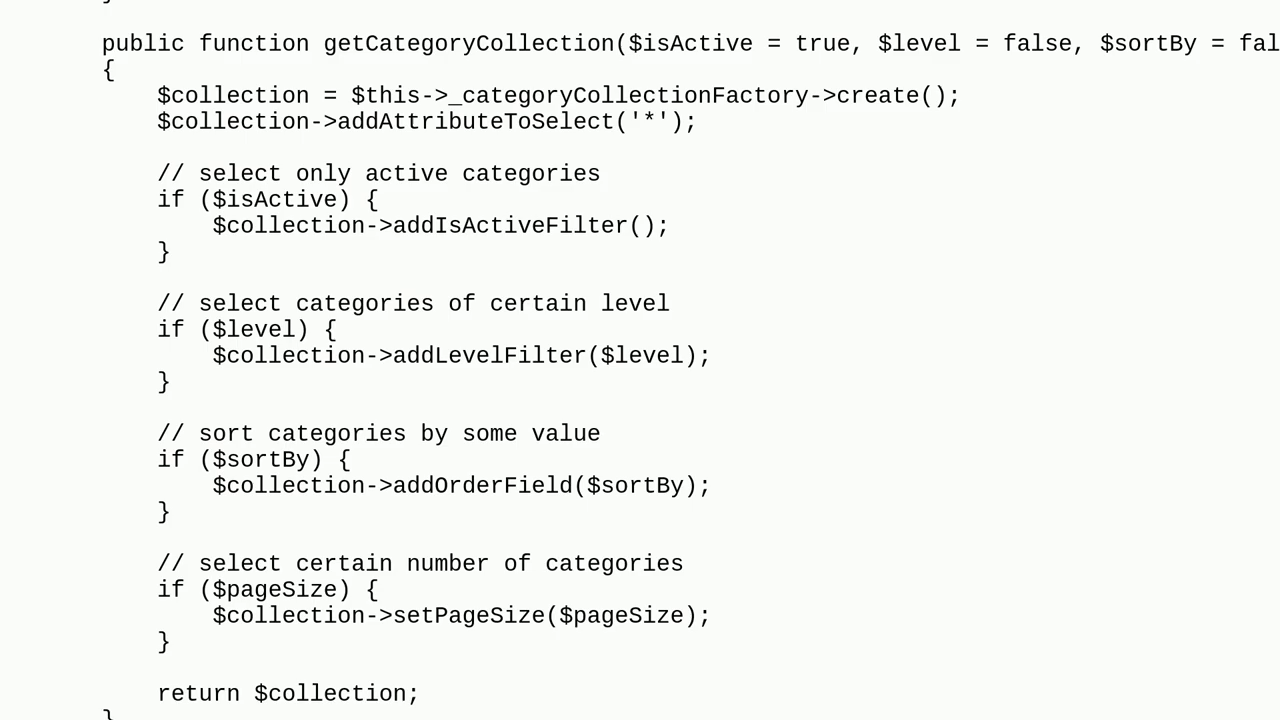 }
public function getCategoryCollection($isActive = true, $level = false, $sortBy = fal
{
$collection = $this->_categoryCollectionFactory->create();
$collection->addAttributeToSelect('*');
// select only active categories
if ($isActive) {
$collection->addIsActiveFilter();
}
// select categories of certain level
if ($level) {
$collection->addLevelFilter($level);
}
// sort categories by some value
if ($sortBy) {
$collection->addOrderField($sortBy);
}
// select certain number of categories
if ($pageSize) {
$collection->setPageSize($pageSize);
}
return $collection;
}